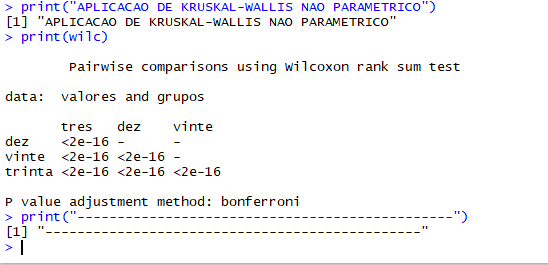 > print("APLICACAO DE KRUSKAL-WALLIS NAO PARAMETRICO")
[1] "APLICACAO DE KRUSKAL-WALLIS NAO PARAMETRICO"
> print(wilc)
Pairwise comparisons using Wilcoxon rank sum test
data:  valores and grupos
       tres   dez    vinte
dez    <2e-16 -      -
vinte  <2e-16 <2e-16 -
trinta <2e-16 <2e-16 <2e-16
P value adjustment method: bonferroni
> print("------------------------------------------------")
[1] "------------------------------------------------"
>